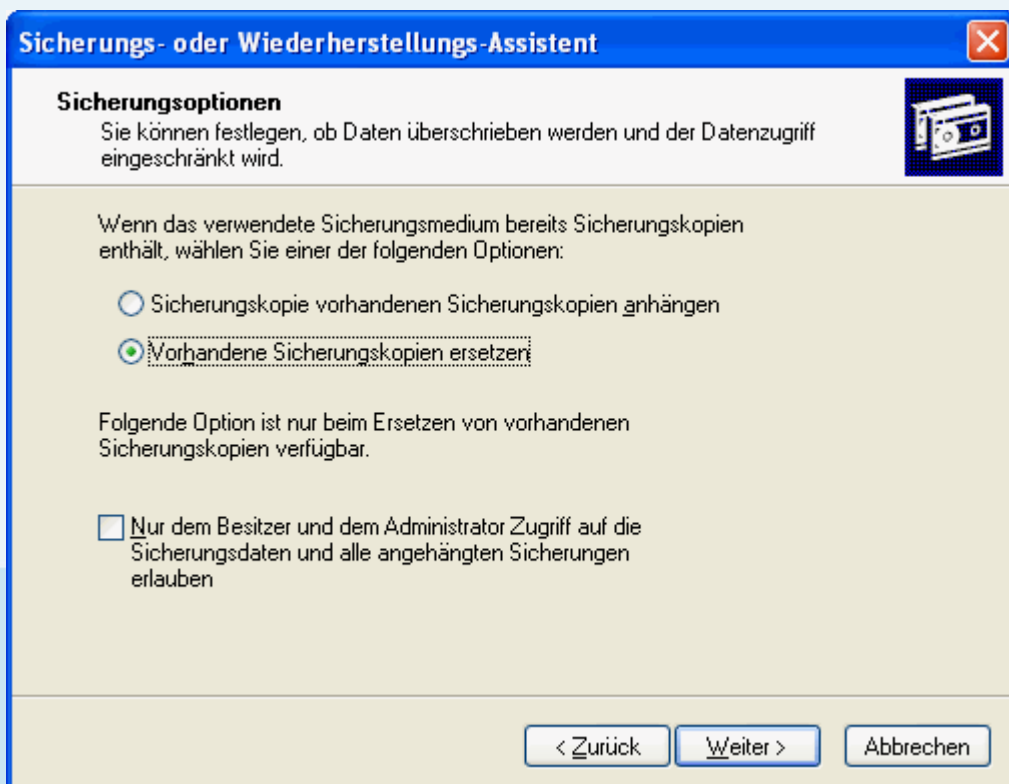 Sicherungs- oder Wiederherstellungs-Assistent
Sicherungsoptionen
Sie können festlegen, ob Daten überschrieben werden und der Datenzugriff
eingeschränkt wird.
Wenn das verwendete Sicherungsmedium bereits Sicherungskopien
enthält, wählen Sie einer der folgenden Optionen:
Sicherungskopie vorhandenen Sicherungskopien anhängen
Vorhandene Sicherungskopien ersetzen
Folgende Option ist nur beim Ersetzen von vorhandenen
Sicherungskopien verfügbar.
Nur dem Besitzer und dem Administrator Zugriff auf die
Sicherungsdaten und alle angehängten Sicherungen
erlauben
< Zurück Weiter > Abbrechen